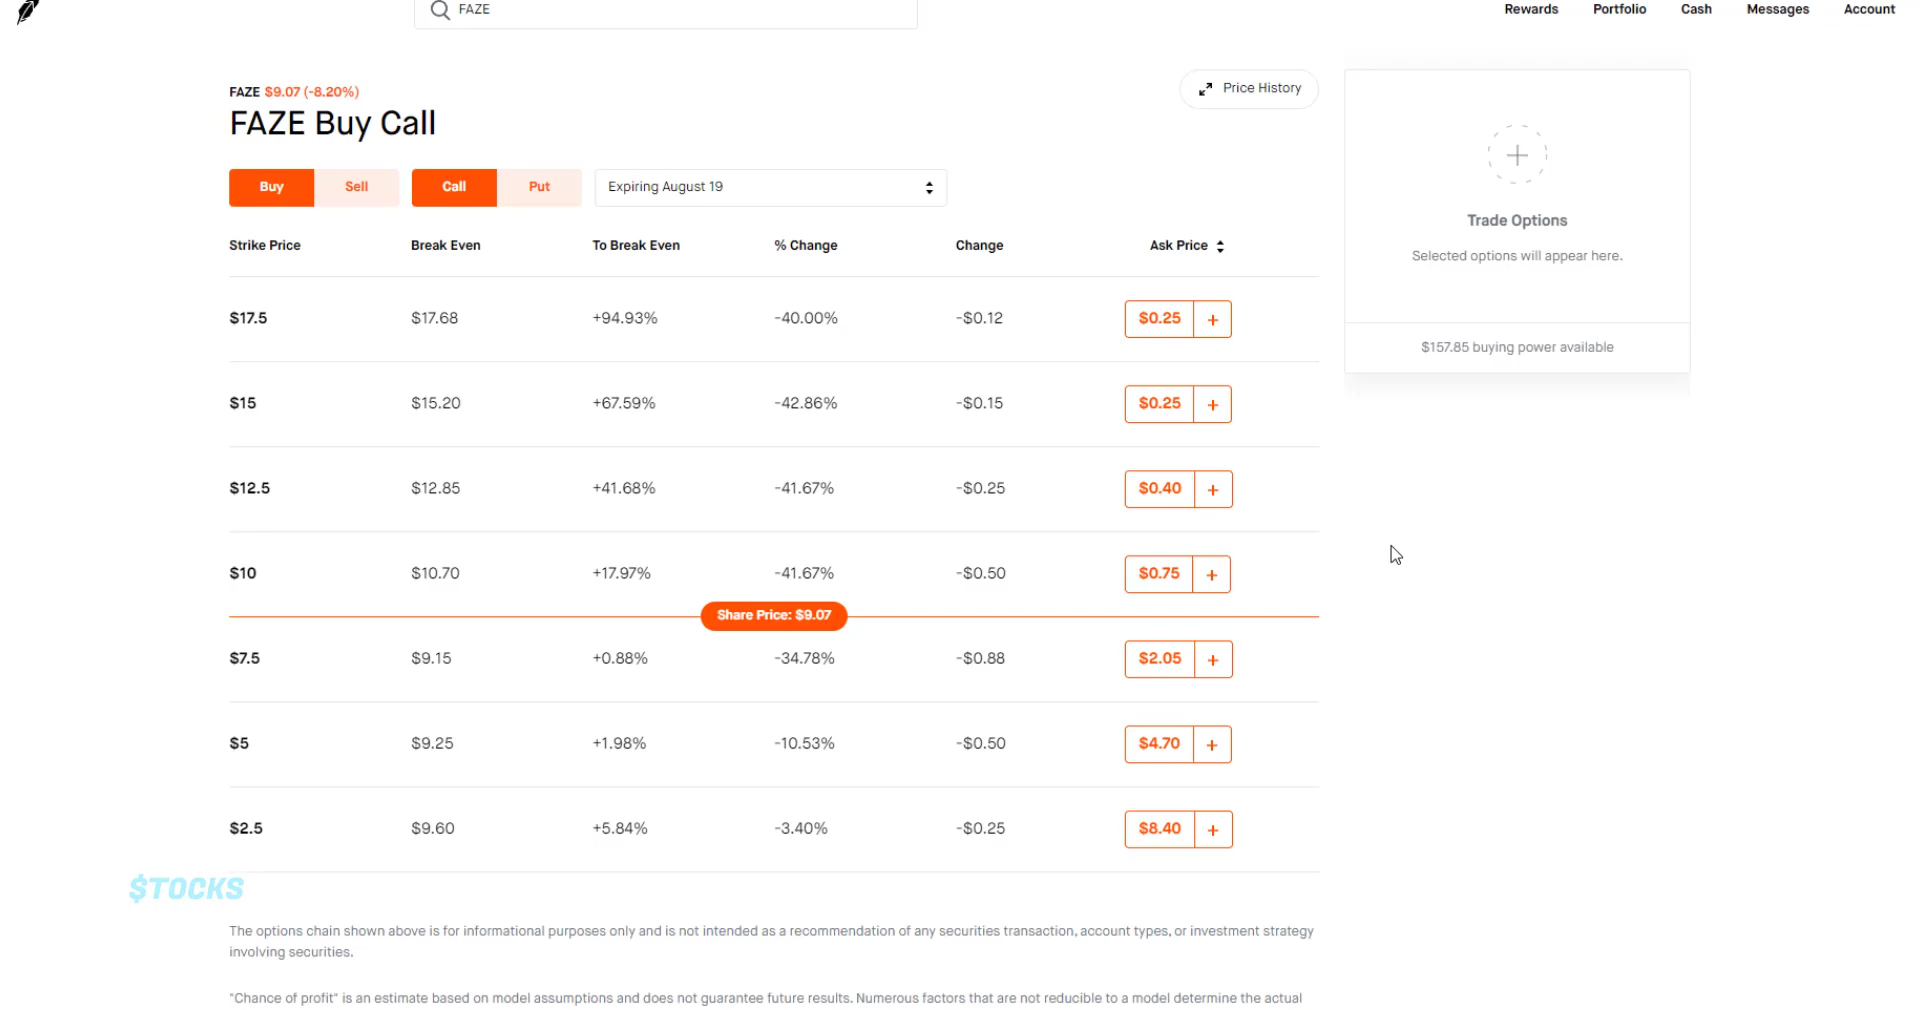 FAZE
Rewards Portfolio Cash Messages Account
FAZE $9.07 (-8.20%)
FAZE Buy Call
Price History
Buy Sell Call Put Expiring August 19
Strike Price Break Even To Break Even % Change Change Ask Price
$17.5 $17.68 +94.93% -40.00% -$0.12 $0.25 +
$15 $15.20 +67.59% -42.86% -$0.15 $0.25 +
$12.5 $12.85 +41.68% -41.67% -$0.25 $0.40 +
$10 $10.70 +17.97% -41.67% -$0.50 $0.75 +
Share Price: $9.07
$7.5 $9.15 +0.88% -34.78% -$0.88 $2.05 +
$5 $9.25 +1.98% -10.53% -$0.50 $4.70 +
$2.5 $9.60 +5.84% -3.40% -$0.25 $8.40 +
Trade Options
Selected options will appear here.
$157.85 buying power available
$TOCKS
The options chain shown above is for informational purposes only and is not intended as a recommendation of any securities transaction, account types, or investment strategy
involving securities.
"Chance of profit" is an estimate based on model assumptions and does not guarantee future results. Numerous factors that are not reducible to a model determine the actual